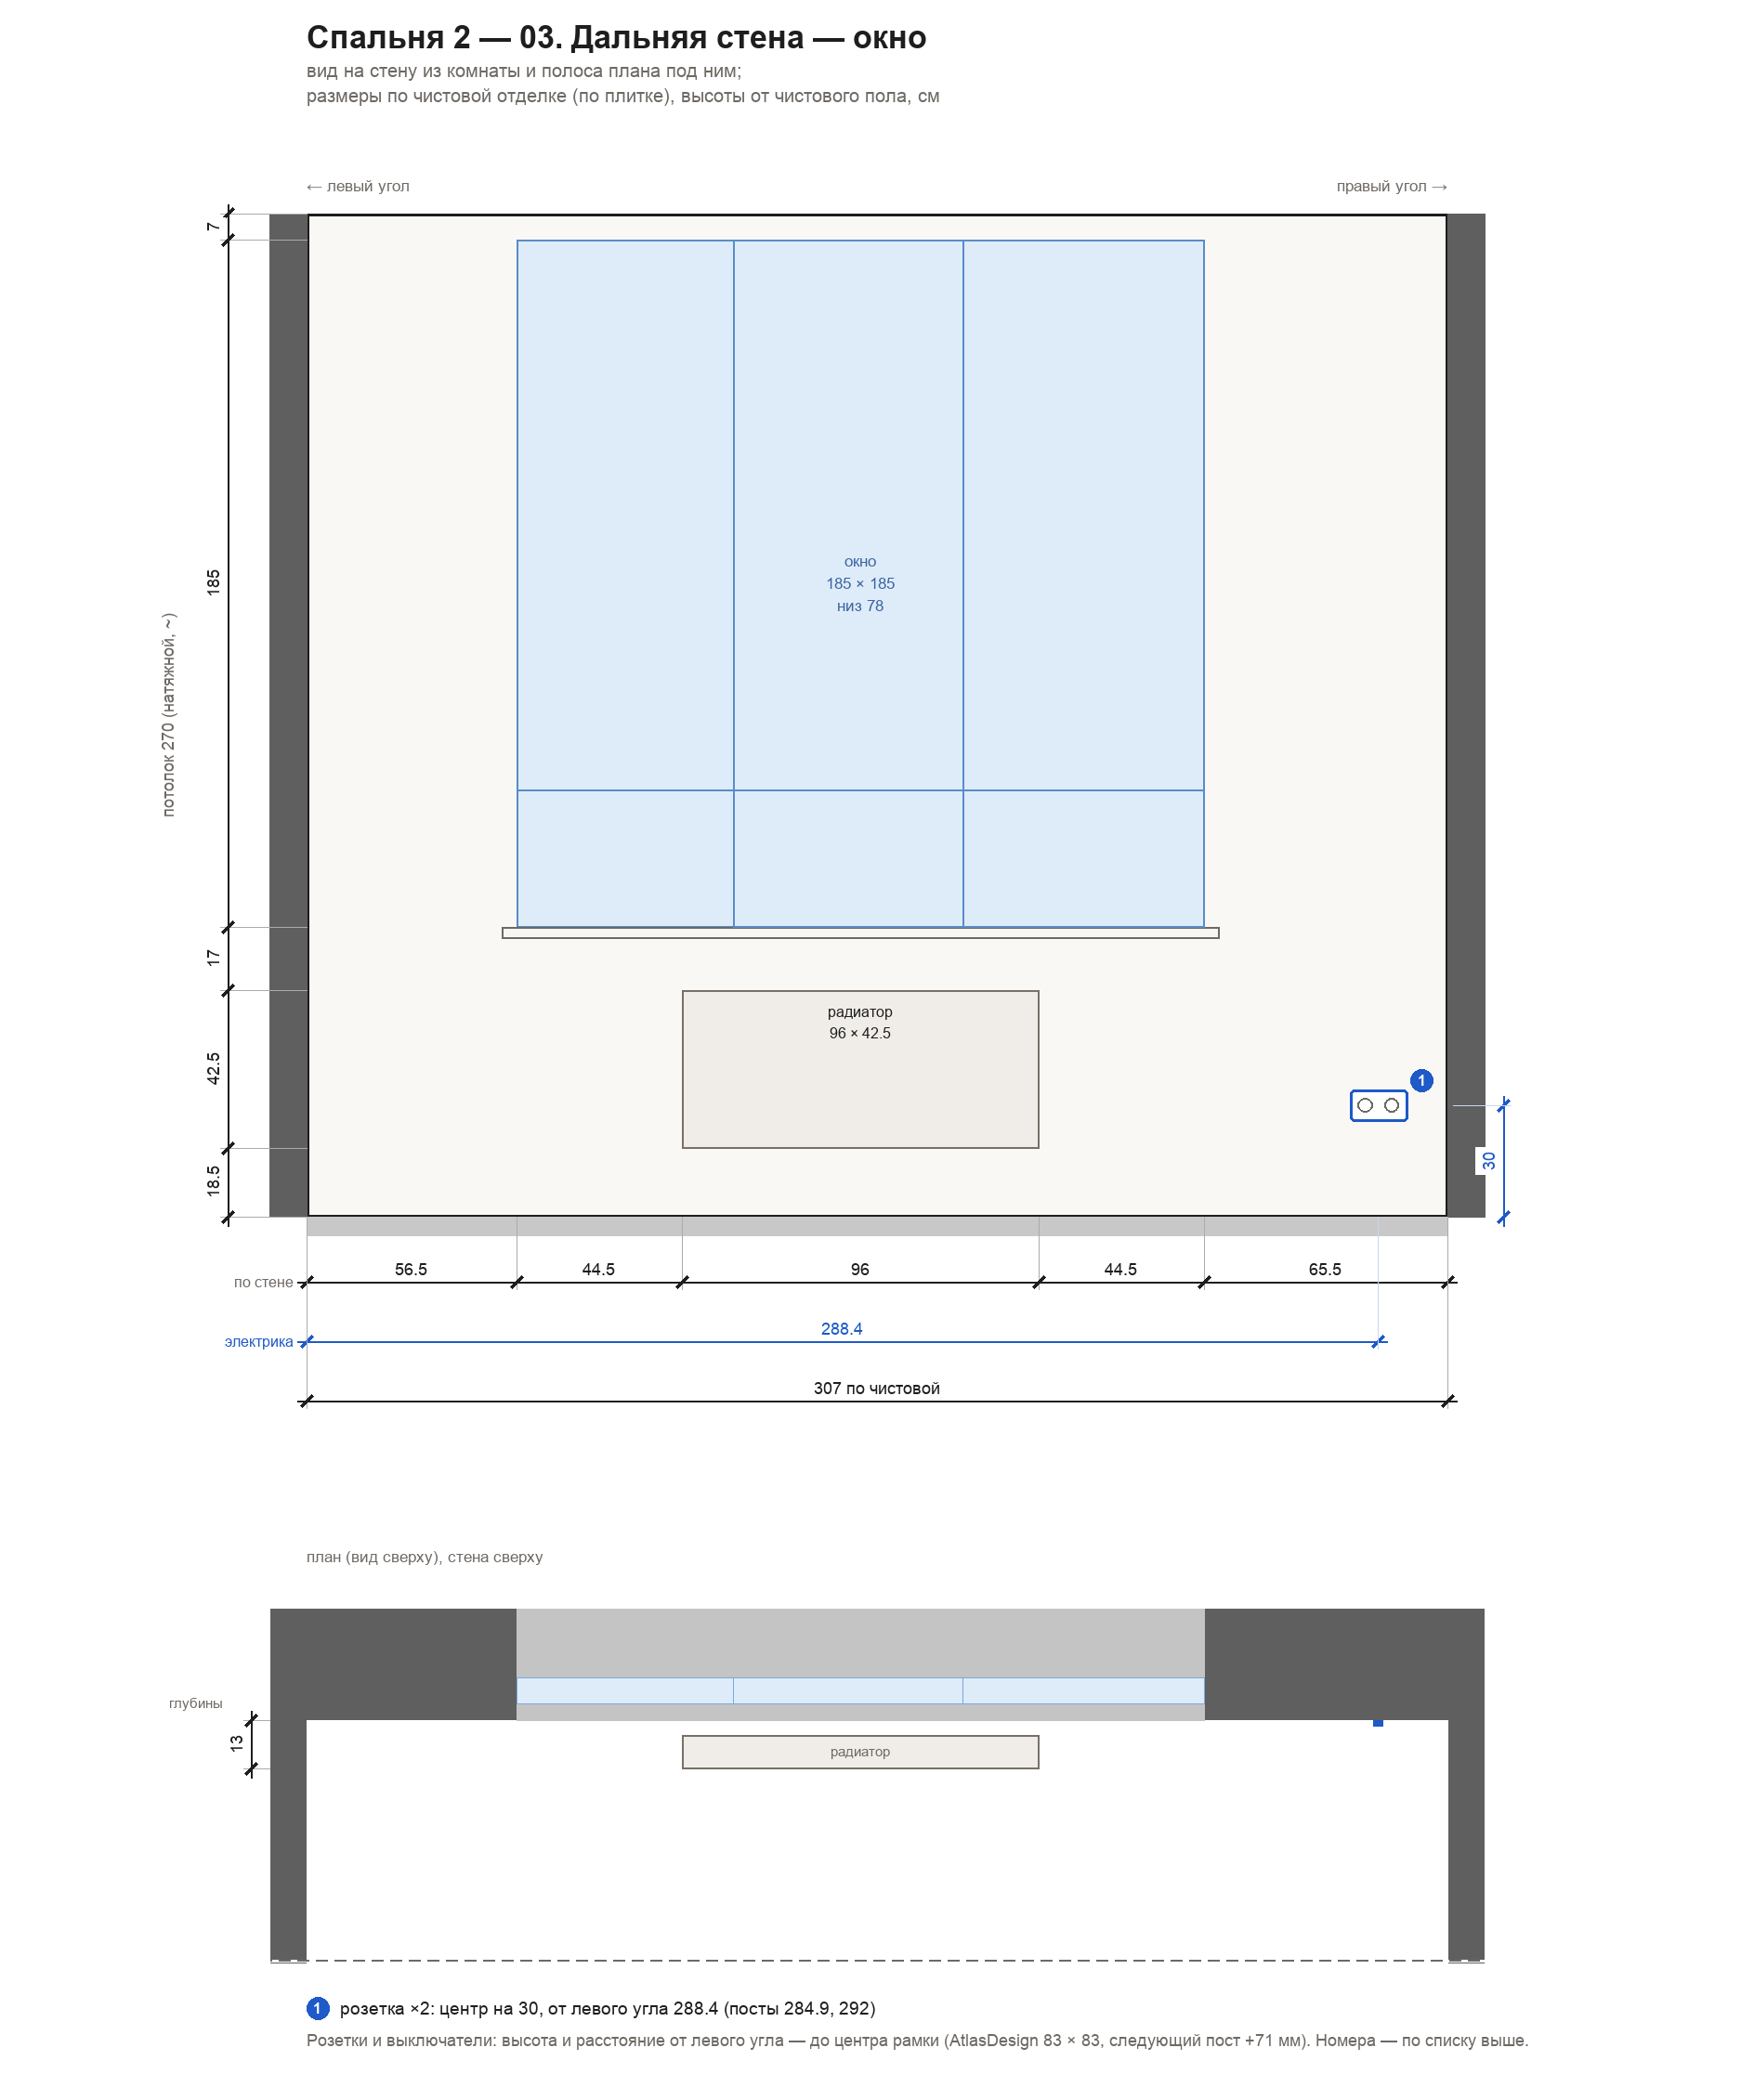 Спальня 2 — 03. Дальняя стена — окно
вид на стену из комнаты и полоса плана под ним;
размеры по чистовой отделке (по плитке), высоты от чистового пола, см
← левый угол
правый угол →
7
185
потолок 270 (натяжной, ~)
окно
185 × 185
низ 78
17
радиатор
96 × 42.5
42.5
1
18.5
30
по стене
56.5
44.5
96
44.5
65.5
электрика
288.4
307 по чистовой
план (вид сверху), стена сверху
глубины
13
радиатор
1 розетка ×2: центр на 30, от левого угла 288.4 (посты 284.9, 292)
Розетки и выключатели: высота и расстояние от левого угла — до центра рамки (AtlasDesign 83 × 83, следующий пост +71 мм). Номера — по списку выше.